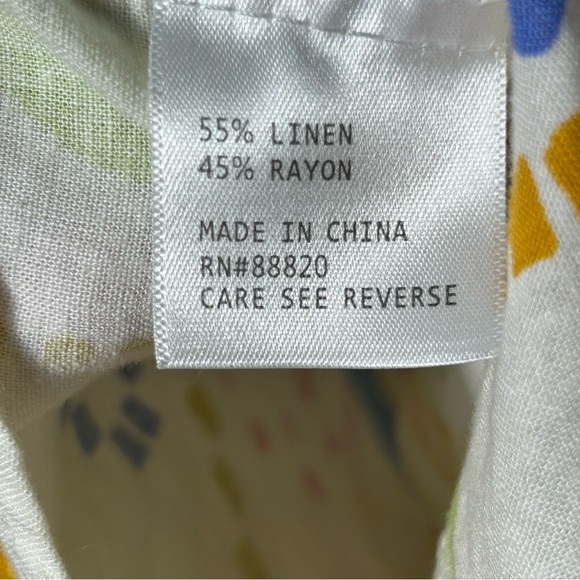 55% LINEN
45% RAYON
MADE IN CHINA
RN#88820
CARE SEE REVERSE